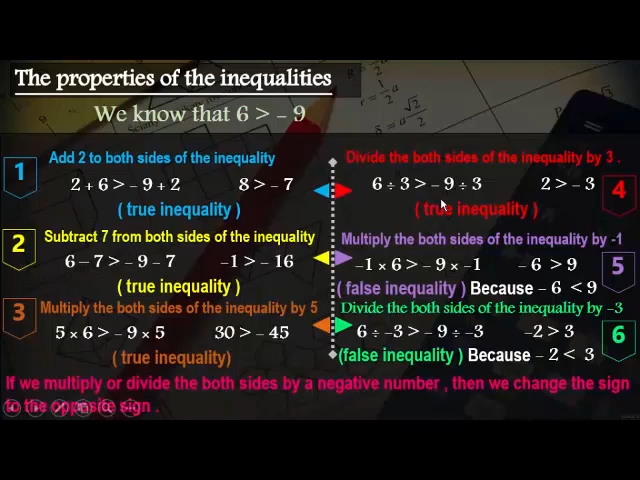 The properties of the inequalities
We know that 6 > – 9
1
Add 2 to both sides of the inequality
2 + 6 > – 9 + 2 8 > – 7
( true inequality )
2
Subtract 7 from both sides of the inequality
6 – 7 > – 9 – 7 –1 > – 16
(true inequality )
3
Multiply the both sides of the inequality by 5
5 × 6 > – 9 × 5 30 > – 45
(true inequality)
Divide the both sides of the inequality by 3 .
4
6 ÷ 3 > – 9 ÷ 3 2 > – 3
( true inequality )
Multiply the both sides of the inequality by -1
5
–1 × 6 > – 9 × –1 – 6 > 9
( false inequality ) Because – 6 < 9
Divide the both sides of the inequality by –3
6
6 ÷ –3 > – 9 ÷ –3 –2 > 3
(false inequality ) Because – 2 < 3
If we multiply or divide the both sides by a negative number , then we change the sign
to the opposite sign .